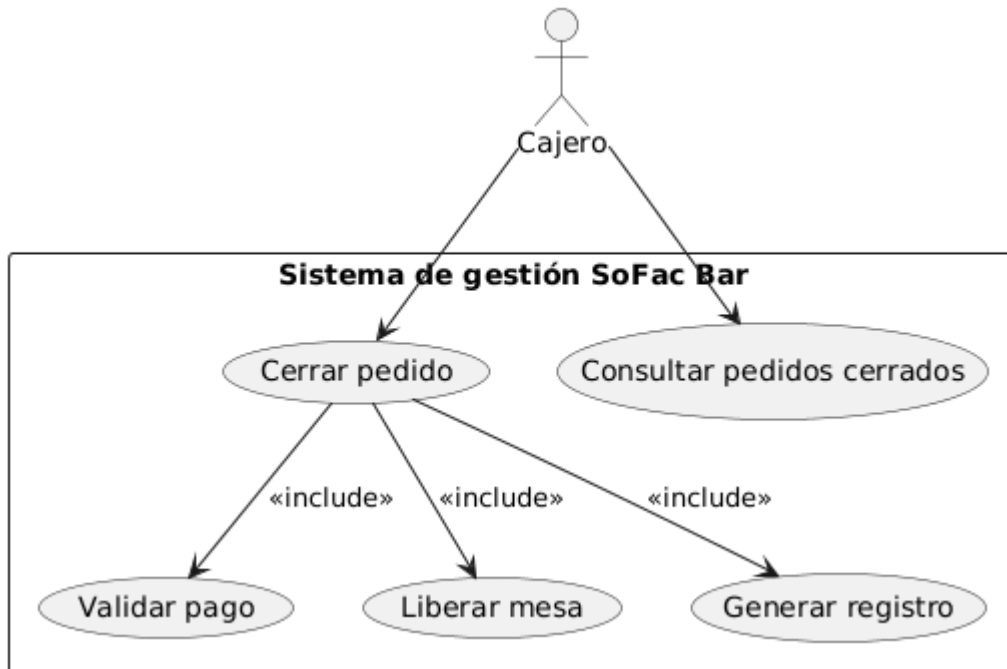 Cajero
Sistema de gestión SoFac Bar
Cerrar pedido
Consultar pedidos cerrados
«include»
«include»
«include»
Validar pago
Liberar mesa
Generar registro